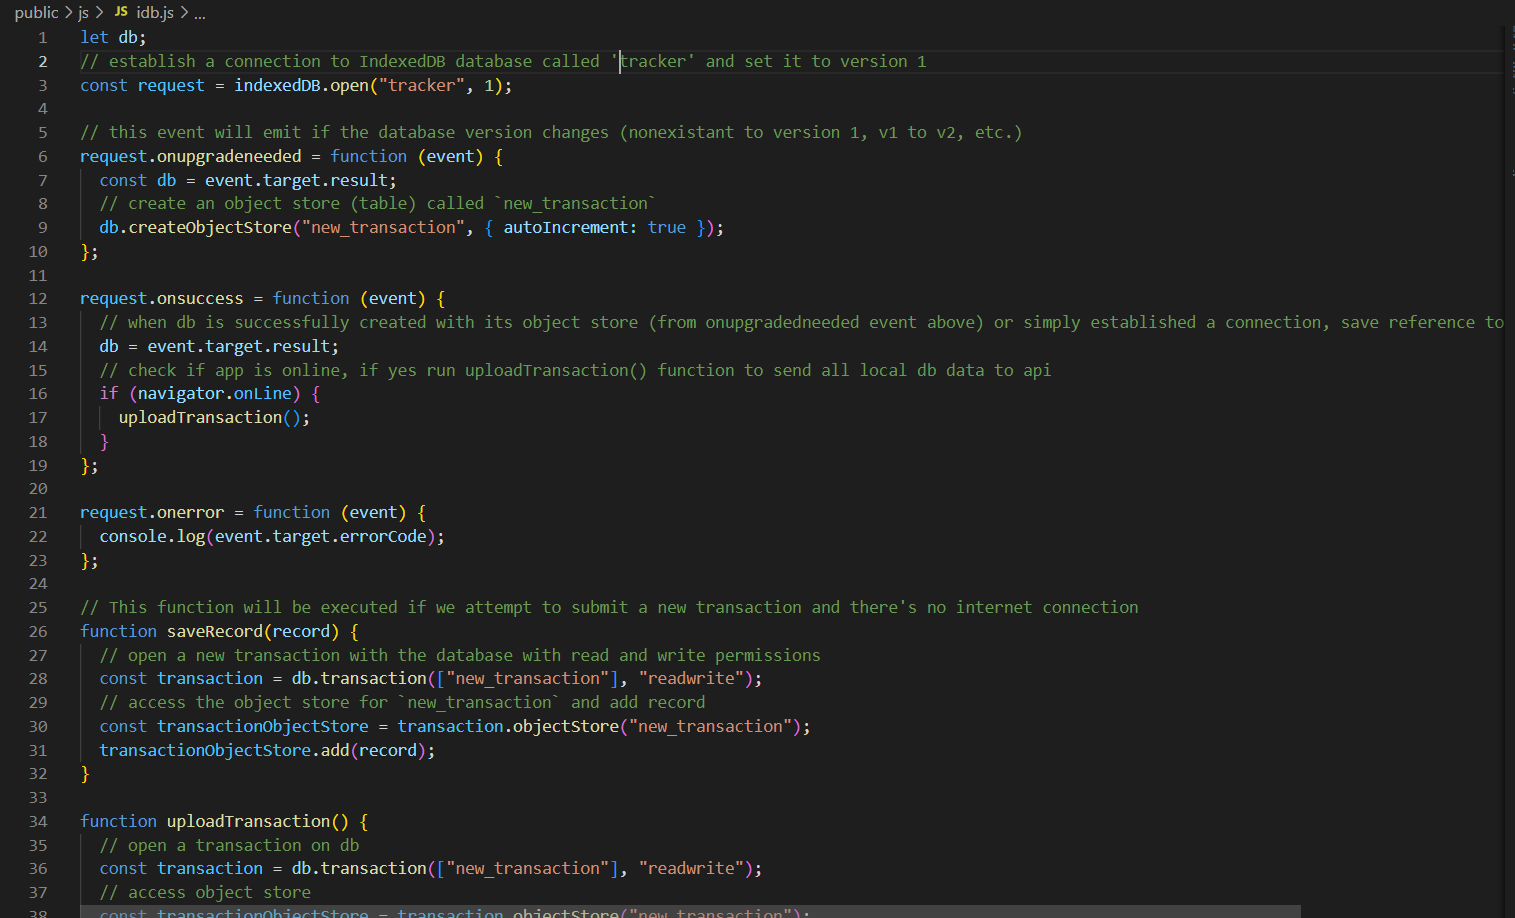 public > js > JS idb.js > ...
1 let db;
2 // establish a connection to IndexedDB database called 'tracker' and set it to version 1
3 const request = indexedDB.open("tracker", 1);
4
5 // this event will emit if the database version changes (nonexistant to version 1, v1 to v2, etc.)
6 request.onupgradeneeded = function (event) {
7   const db = event.target.result;
8   // create an object store (table) called `new_transaction`
9   db.createObjectStore("new_transaction", { autoIncrement: true });
10 };
11
12 request.onsuccess = function (event) {
13   // when db is successfully created with its object store (from onupgradedneeded event above) or simply established a connection, save reference to
14   db = event.target.result;
15   // check if app is online, if yes run uploadTransaction() function to send all local db data to api
16   if (navigator.onLine) {
17     uploadTransaction();
18   }
19 };
20
21 request.onerror = function (event) {
22   console.log(event.target.errorCode);
23 };
24
25 // This function will be executed if we attempt to submit a new transaction and there's no internet connection
26 function saveRecord(record) {
27   // open a new transaction with the database with read and write permissions
28   const transaction = db.transaction(["new_transaction"], "readwrite");
29   // access the object store for `new_transaction` and add record
30   const transactionObjectStore = transaction.objectStore("new_transaction");
31   transactionObjectStore.add(record);
32 }
33
34 function uploadTransaction() {
35   // open a transaction on db
36   const transaction = db.transaction(["new_transaction"], "readwrite");
37   // access object store
38   const transactionObjectStore = transaction.objectStore("new_transaction");